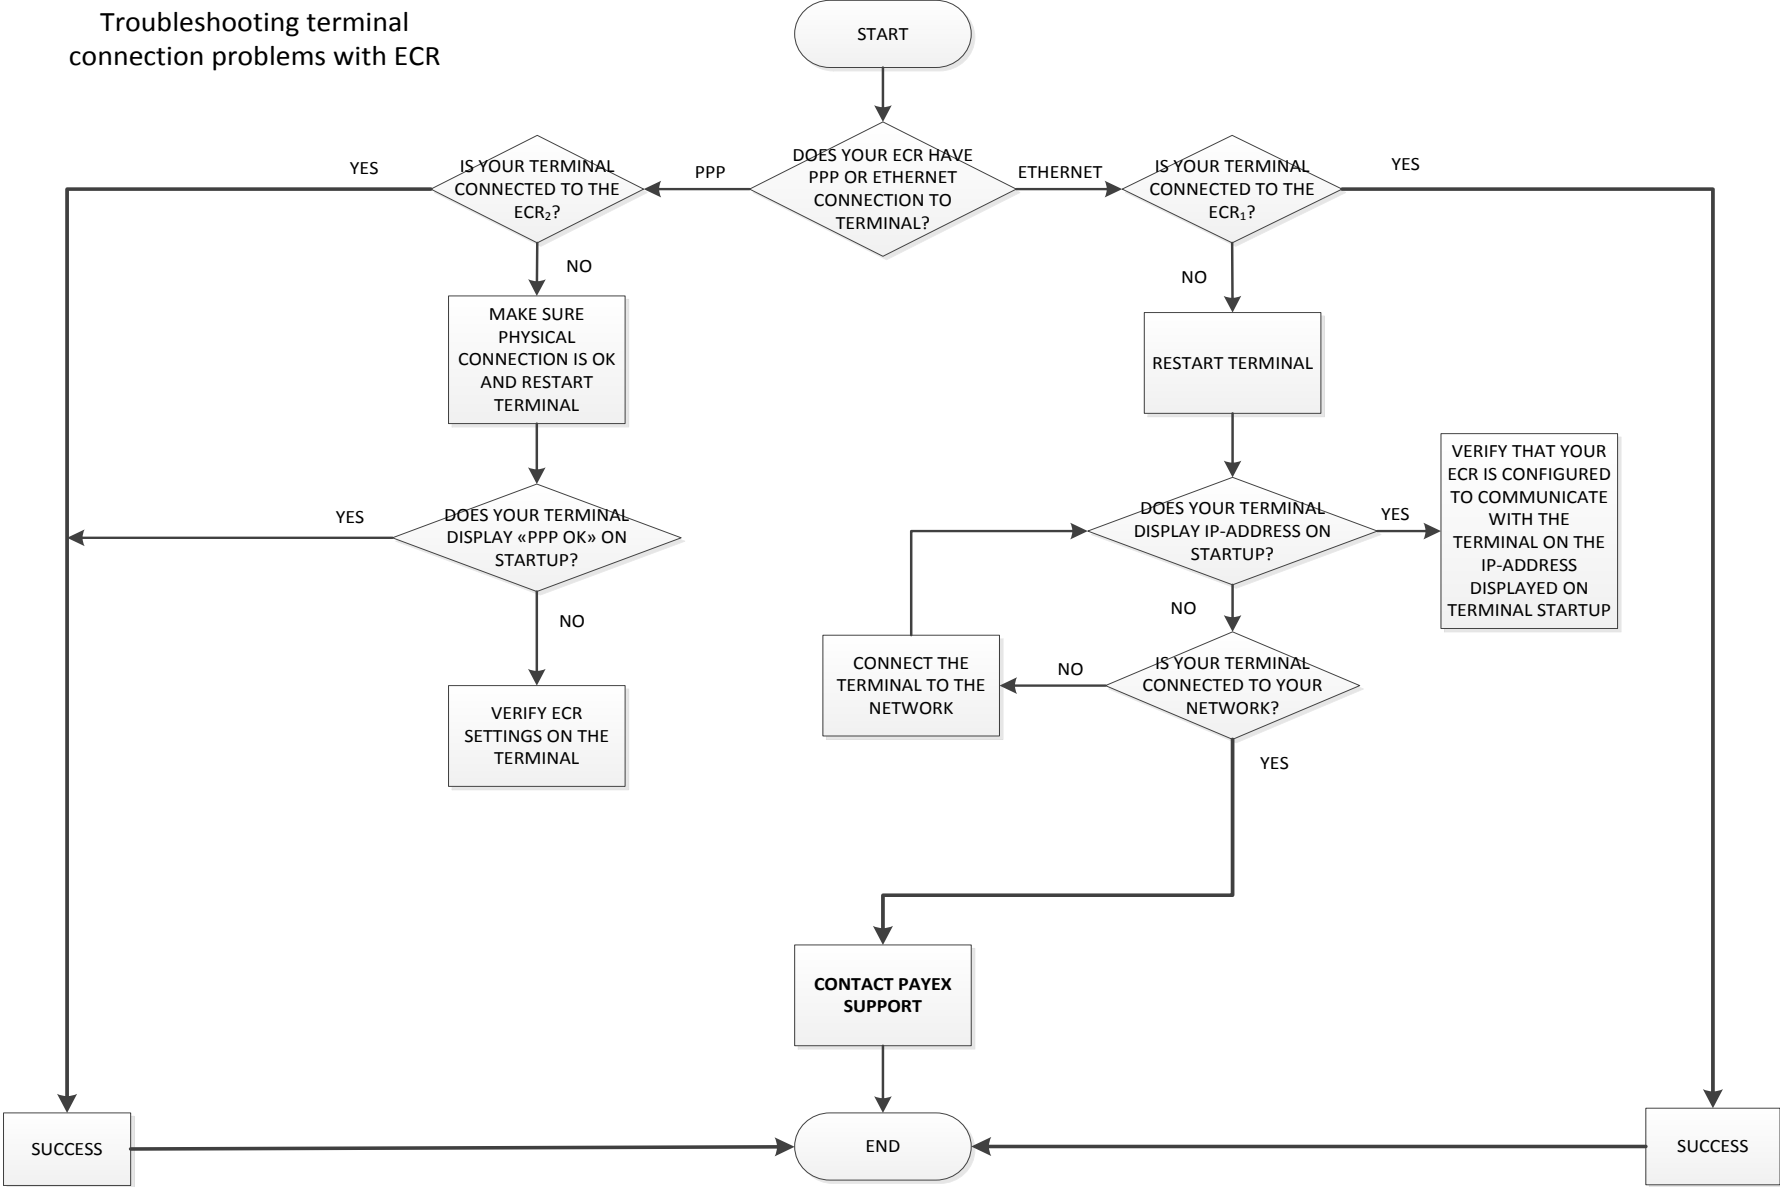 Troubleshooting terminal
connection problems with ECR
START
DOES YOUR ECR HAVE
PPP OR ETHERNET
CONNECTION TO
TERMINAL?
PPP
ETHERNET
IS YOUR TERMINAL
CONNECTED TO THE
ECR₂?
YES
NO
MAKE SURE
PHYSICAL
CONNECTION IS OK
AND RESTART
TERMINAL
DOES YOUR TERMINAL
DISPLAY «PPP OK» ON
STARTUP?
YES
NO
VERIFY ECR
SETTINGS ON THE
TERMINAL
IS YOUR TERMINAL
CONNECTED TO THE
ECR₁?
YES
NO
RESTART TERMINAL
DOES YOUR TERMINAL
DISPLAY IP-ADDRESS ON
STARTUP?
YES
VERIFY THAT YOUR
ECR IS CONFIGURED
TO COMMUNICATE
WITH THE
TERMINAL ON THE
IP-ADDRESS
DISPLAYED ON
TERMINAL STARTUP
NO
IS YOUR TERMINAL
CONNECTED TO YOUR
NETWORK?
NO
CONNECT THE
TERMINAL TO THE
NETWORK
YES
CONTACT PAYEX
SUPPORT
SUCCESS
END
SUCCESS